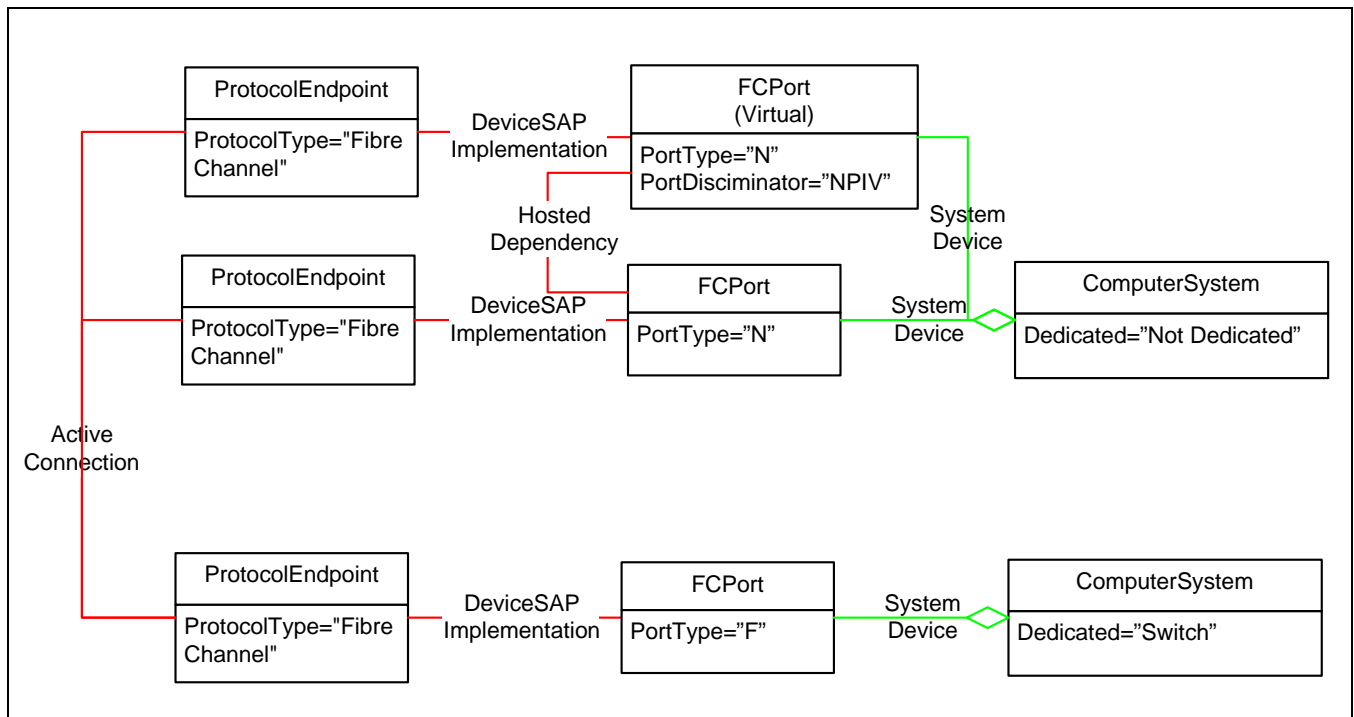 ProtocolEndpoint
ProtocolType="Fibre
Channel"
DeviceSAP
Implementation
FCPort
(Virtual)
PortType=”N”
PortDisciminator=”NPIV”
Hosted
Dependency
System
Device
ProtocolEndpoint
ProtocolType="Fibre
Channel"
DeviceSAP
Implementation
FCPort
PortType=”N”
System
Device
ComputerSystem
Dedicated=”Not Dedicated”
Active
Connection
ProtocolEndpoint
ProtocolType="Fibre
Channel"
DeviceSAP
Implementation
FCPort
PortType=”F”
System
Device
ComputerSystem
Dedicated=”Switch”